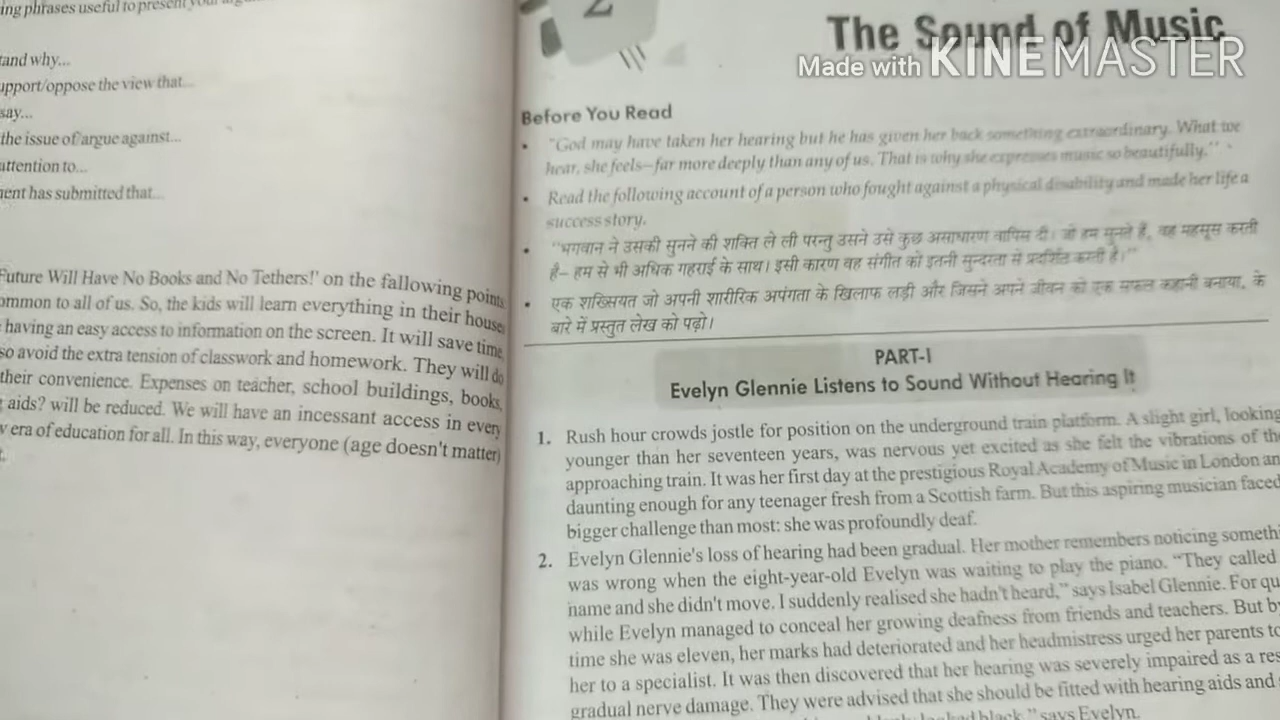 ing phrases useful to present your
tand why...
upport/oppose the view that...
say...
the issue of/argue against...
attention to...
ment has submitted that...
Future Will Have No Books and No Tethers!' on the fallowing points
ommon to all of us. So, the kids will learn everything in their house
having an easy access to information on the screen. It will save time
so avoid the extra tension of classwork and homework. They will do
their convenience. Expenses on teacher, school buildings, books,
aids? will be reduced. We will have an incessant access in every
w era of education for all. In this way, everyone (age doesn't matter)
t.
2
The Sound of Music
Made with KINEMASTER
Before You Read
• "God may have taken her hearing but he has given her back something extraordinary. What we
hear, she feels–far more deeply than any of us. That is why she expresses music so beautifully."
• Read the following account of a person who fought against a physical disability and made her life a
success story.
• "भगवान ने उसकी सुनने की शक्ति ले ली परन्तु उसने उसे कुछ असाधारण वापिस दी। जो हम सुनते हैं, वह महसूस करती
है– हम से भी अधिक गहराई के साथ। इसी कारण वह संगीत को इतनी सुन्दरता से प्रदर्शित करती है।"
• एक शख्सियत जो अपनी शारीरिक अपंगता के खिलाफ लड़ी और जिसने अपने जीवन को एक सफल कहानी बनाया, के
बारे में प्रस्तुत लेख को पढ़ो।
PART-I
Evelyn Glennie Listens to Sound Without Hearing It
1. Rush hour crowds jostle for position on the underground train platform. A slight girl, looking
younger than her seventeen years, was nervous yet excited as she felt the vibrations of the
approaching train. It was her first day at the prestigious Royal Academy of Music in London an
daunting enough for any teenager fresh from a Scottish farm. But this aspiring musician faced
bigger challenge than most: she was profoundly deaf.
2. Evelyn Glennie's loss of hearing had been gradual. Her mother remembers noticing someth
was wrong when the eight-year-old Evelyn was waiting to play the piano. "They called
name and she didn't move. I suddenly realised she hadn't heard," says Isabel Glennie. For qu
while Evelyn managed to conceal her growing deafness from friends and teachers. But by
time she was eleven, her marks had deteriorated and her headmistress urged her parents to
her to a specialist. It was then discovered that her hearing was severely impaired as a res
gradual nerve damage. They were advised that she should be fitted with hearing aids and
looked black," says Evelyn.